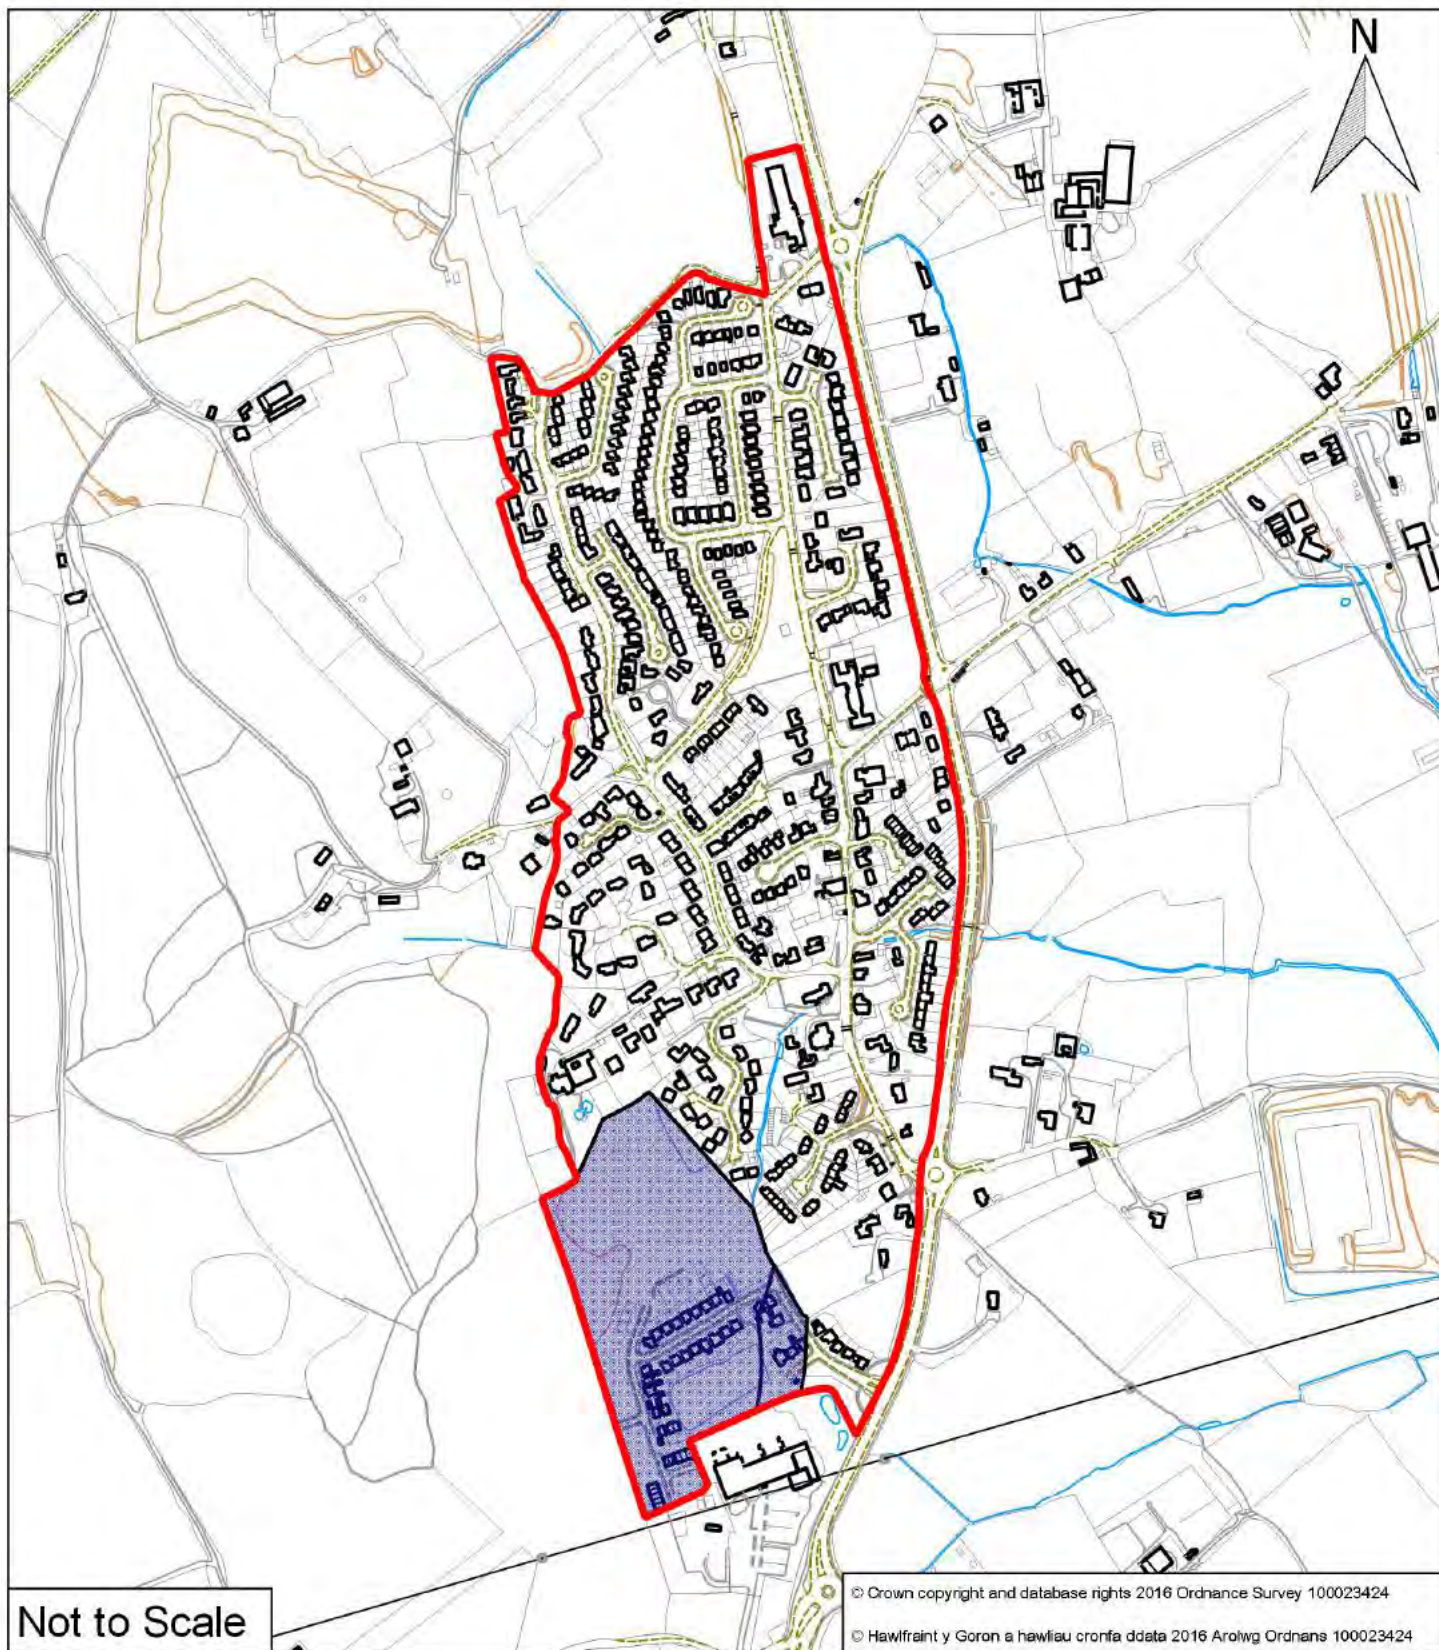 N
Not to Scale
© Crown copyright and database rights 2016 Ordnance Survey 100023424
© Hawlfraint y Goron a hawliau cronfa ddata 2016 Arolwg Ordnans 100023424